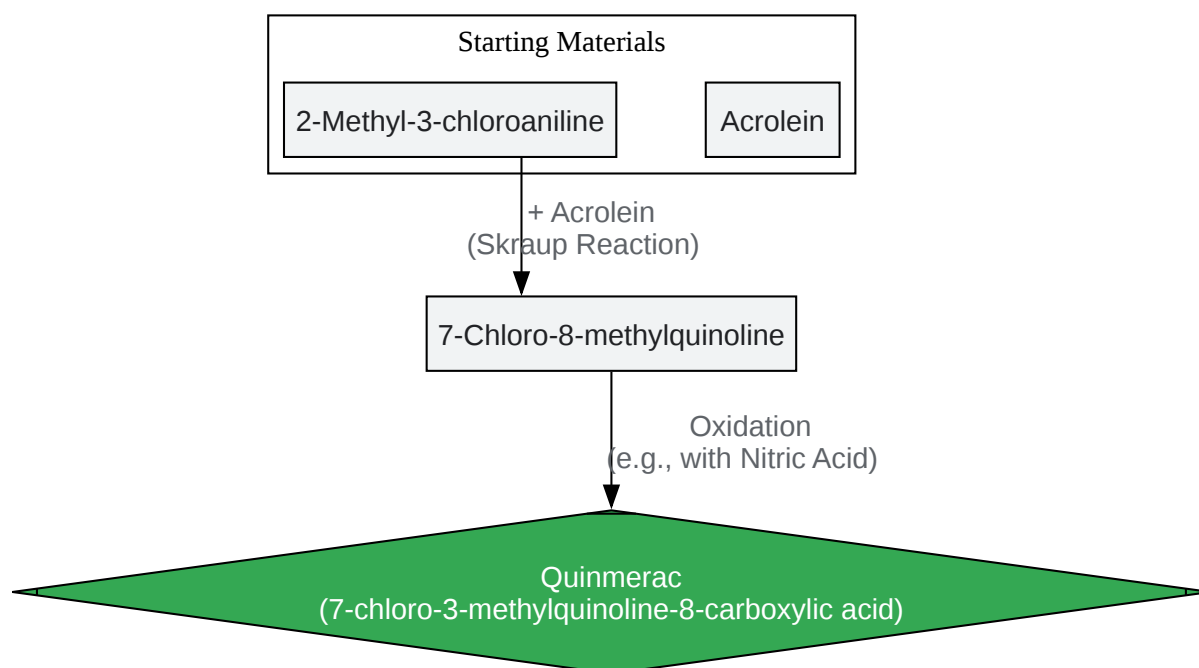 Starting Materials
2-Methyl-3-chloroaniline
Acrolein
+ Acrolein
(Skraup Reaction)
7-Chloro-8-methylquinoline
Oxidation
(e.g., with Nitric Acid)
Quinmerac
(7-chloro-3-methylquinoline-8-carboxylic acid)